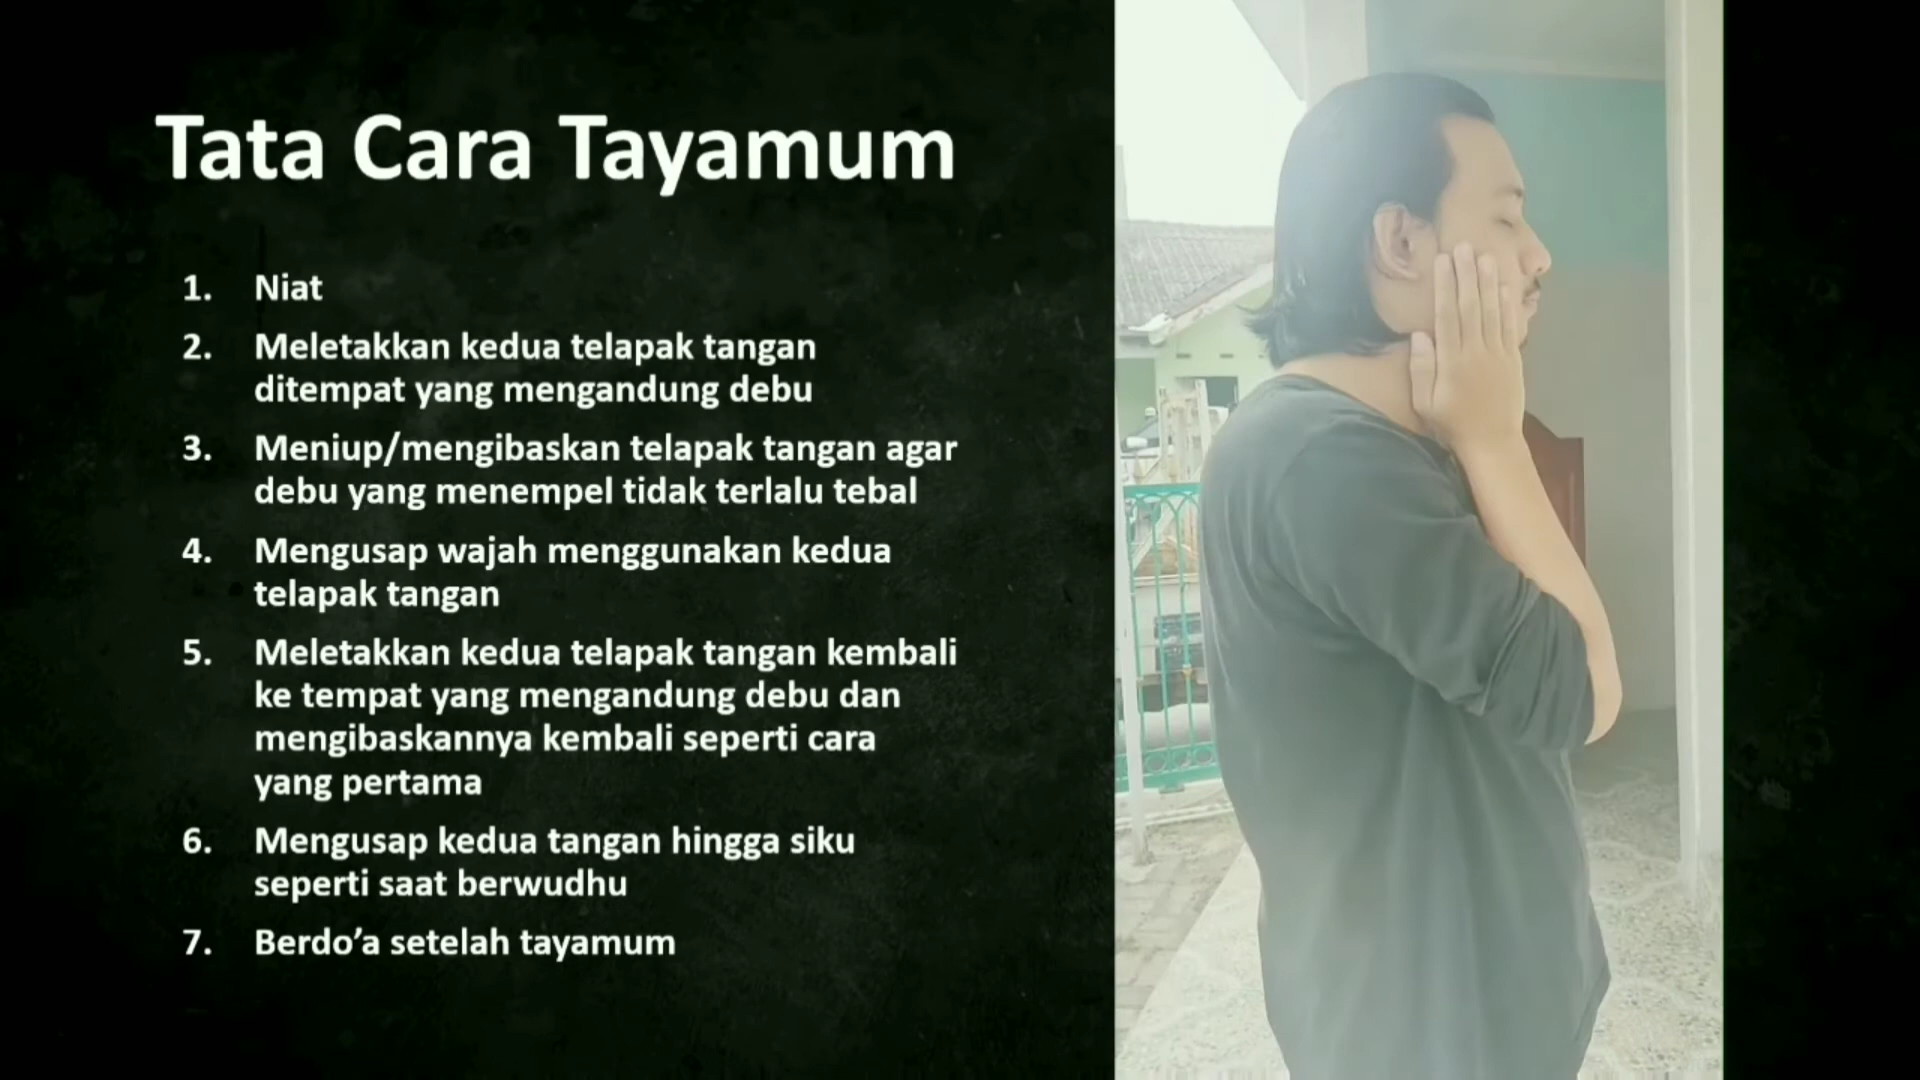 Tata Cara Tayamum
1. Niat
2. Meletakkan kedua telapak tangan
ditempat yang mengandung debu
3. Meniup/mengibaskan telapak tangan agar
debu yang menempel tidak terlalu tebal
4. Mengusap wajah menggunakan kedua
telapak tangan
5. Meletakkan kedua telapak tangan kembali
ke tempat yang mengandung debu dan
mengibaskannya kembali seperti cara
yang pertama
6. Mengusap kedua tangan hingga siku
seperti saat berwudhu
7. Berdo’a setelah tayamum